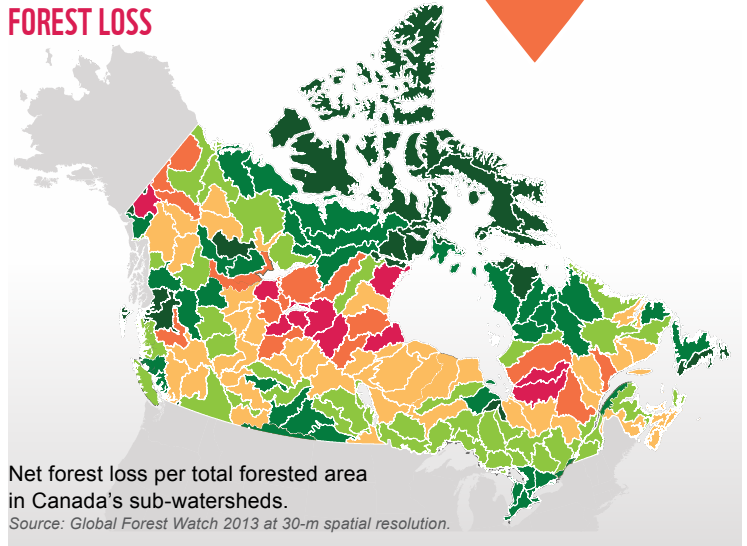 FOREST LOSS
Net forest loss per total forested area
in Canada's sub-watersheds.
Source: Global Forest Watch 2013 at 30-m spatial resolution.